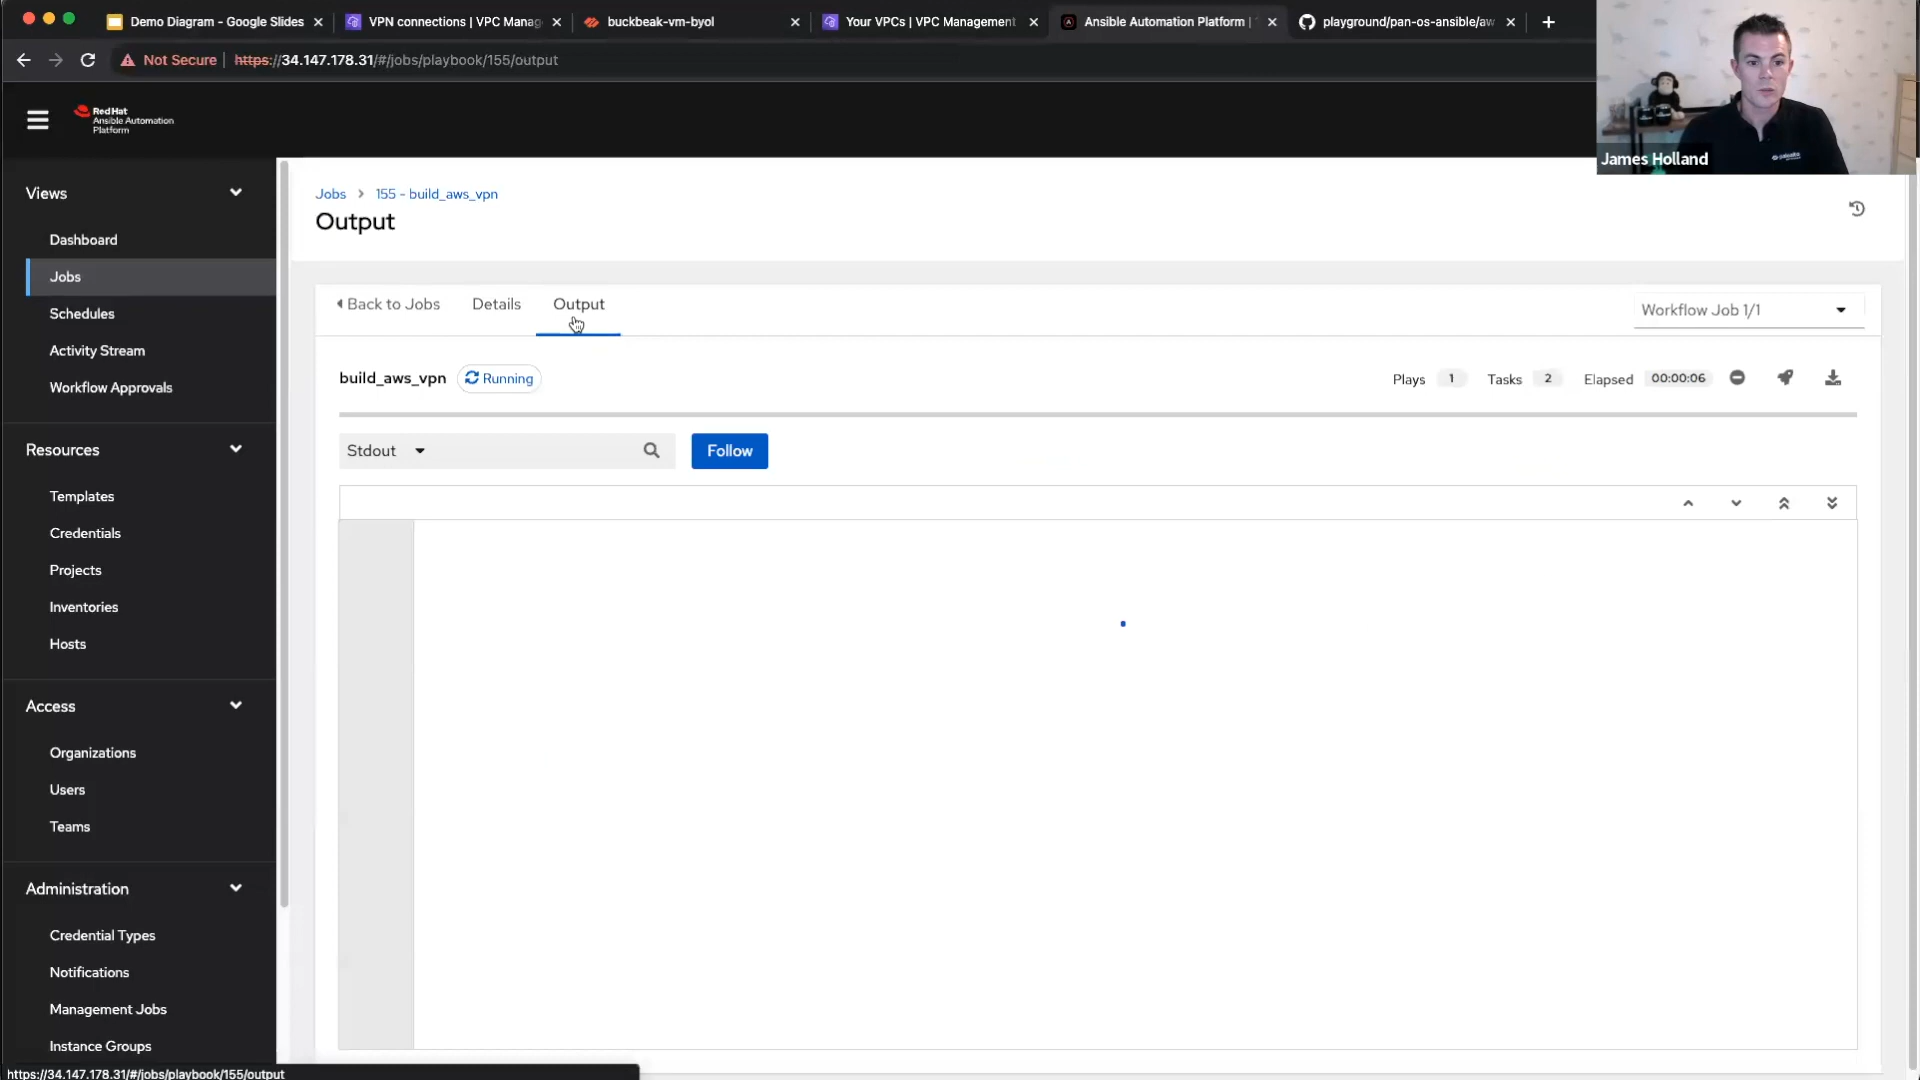 Demo Diagram - Google Slides
VPN connections | VPC Manag
buckbeak-vm-byol
Your VPCs | VPC Management
Ansible Automation Platform |
playground/pan-os-ansible/aw
Not Secure
https://34.147.178.31/#/jobs/playbook/155/output
James Holland
Red Hat
Ansible Automation
Platform
Views
Dashboard
Jobs
Schedules
Activity Stream
Workflow Approvals
Resources
Templates
Credentials
Projects
Inventories
Hosts
Access
Organizations
Users
Teams
Administration
Credential Types
Notifications
Management Jobs
Instance Groups
Jobs
155 - build_aws_vpn
Output
Back to Jobs
Details
Output
Workflow Job 1/1
build_aws_vpn
Running
Plays 1
Tasks 2
Elapsed 00:00:06
Stdout
Follow
https://34.147.178.31/#/jobs/playbook/155/output